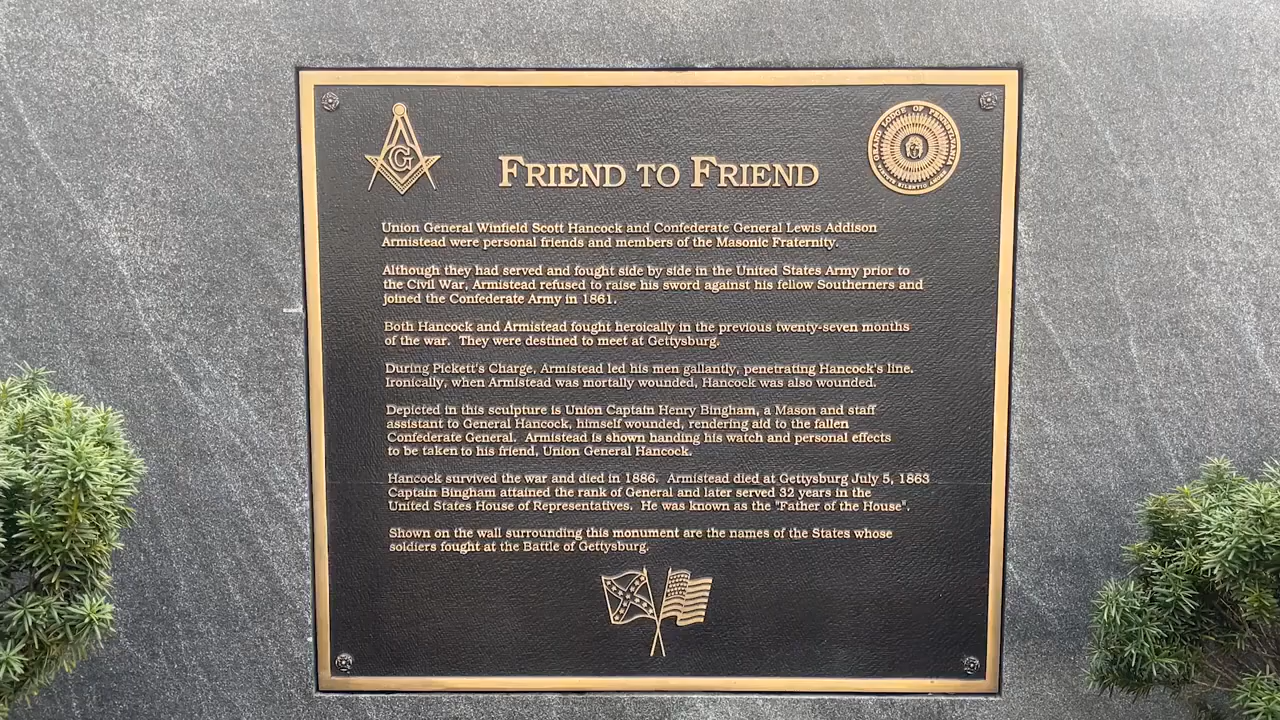 G
GRAND LODGE OF PENNSYLVANIA
FRIEND TO FRIEND
Union General Winfield Scott Hancock and Confederate General Lewis Addison
Armistead were personal friends and members of the Masonic Fraternity.
Although they had served and fought side by side in the United States Army prior to
the Civil War, Armistead refused to raise his sword against his fellow Southerners and
joined the Confederate Army in 1861.
Both Hancock and Armistead fought heroically in the previous twenty-seven months
of the war. They were destined to meet at Gettysburg.
During Pickett's Charge, Armistead led his men gallantly, penetrating Hancock's line.
Ironically, when Armistead was mortally wounded, Hancock was also wounded.
Depicted in this sculpture is Union Captain Henry Bingham, a Mason and staff
assistant to General Hancock, himself wounded, rendering aid to the fallen
Confederate General. Armistead is shown handing his watch and personal effects
to be taken to his friend, Union General Hancock.
Hancock survived the war and died in 1886. Armistead died at Gettysburg July 5, 1863
Captain Bingham attained the rank of General and later served 32 years in the
United States House of Representatives. He was known as the "Father of the House".
Shown on the wall surrounding this monument are the names of the States whose
soldiers fought at the Battle of Gettysburg.